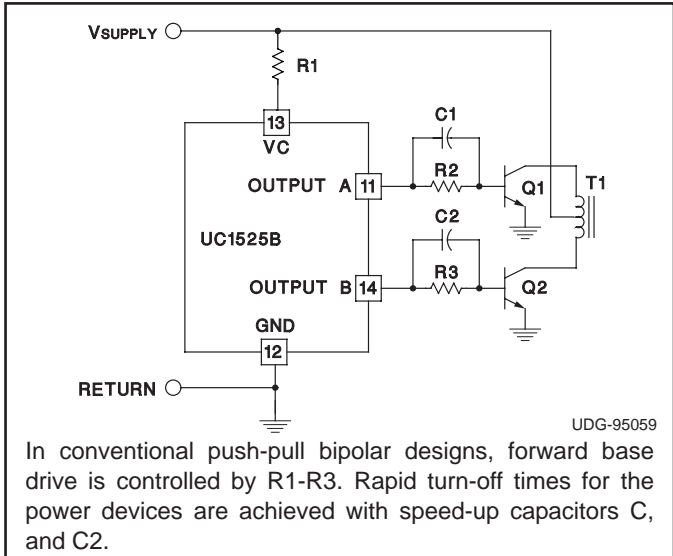 VSUPPLY
R1
13
VC
C1
OUTPUT A 11
R2
Q1
T1
UC1525B
C2
OUTPUT B 14
R3
Q2
GND
12
RETURN
UDG-95059
In conventional push-pull bipolar designs, forward base
drive is controlled by R1-R3. Rapid turn-off times for the
power devices are achieved with speed-up capacitors C,
and C2.